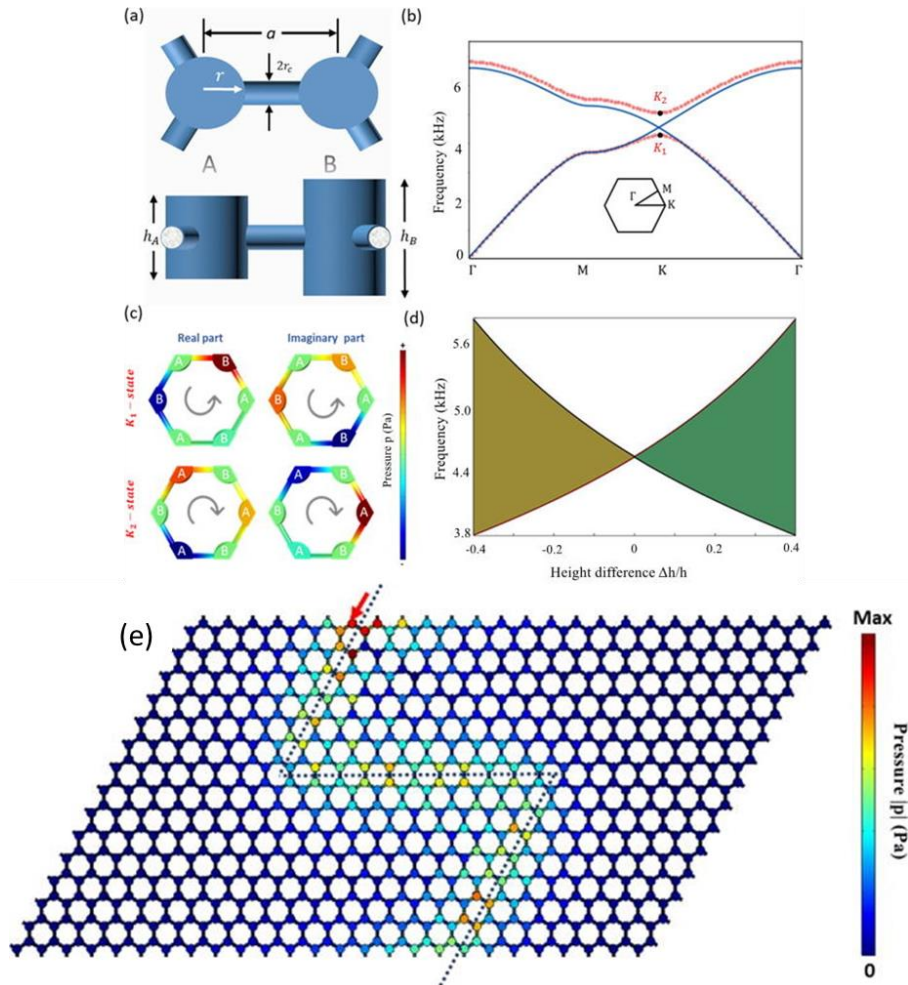 (a)
a
r
2r_c
A B
h_A
h_B
(b)
Frequency (kHz)
6
4
2
0
K_2
K_1
Γ M K
Γ M K Γ
(c)
Real part Imaginary part
K_1 – state
A B A B A B
A B A B A B
K_2 – state
A B A B A B
A B A B A B
+
Pressure p (Pa)
-
(d)
Frequency (kHz)
5.6
5.0
4.4
3.8
-0.4 -0.2 0 0.2 0.4
Height difference Δh/h
(e)
Max
Pressure |p| (Pa)
0